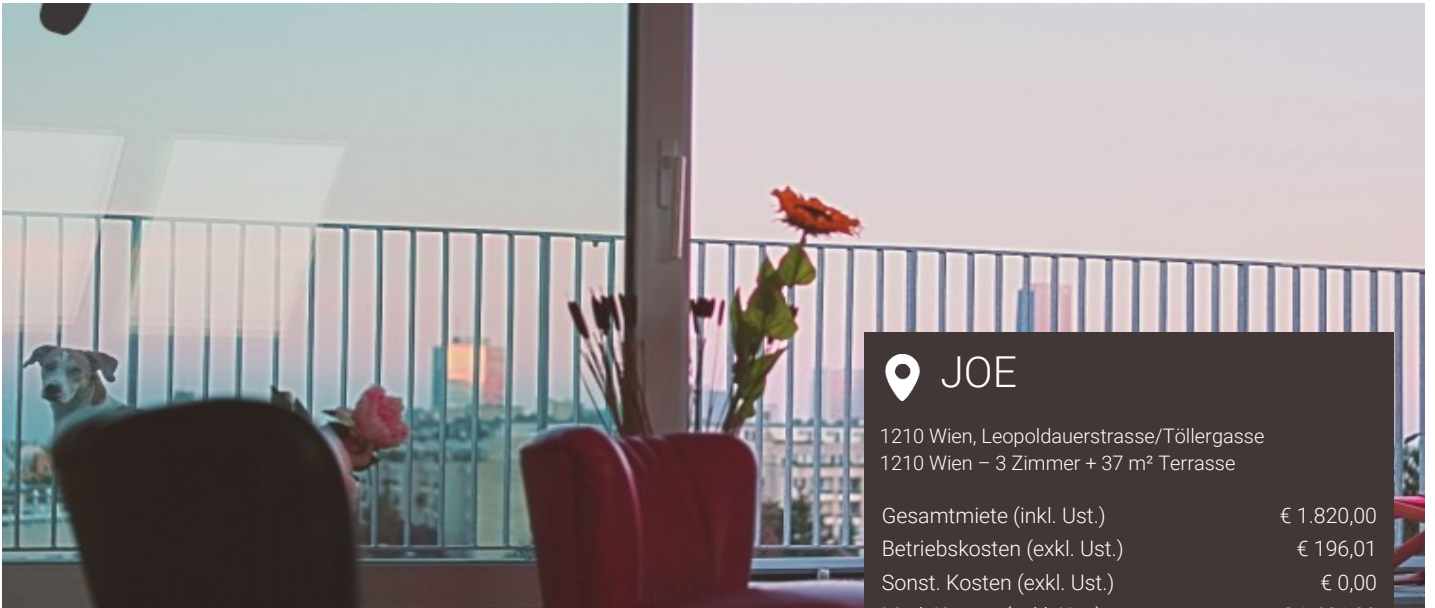 JOE
1210 Wien, Leopoldauerstrasse/Töllergasse
1210 Wien – 3 Zimmer + 37 m² Terrasse
Gesamtmiete (inkl. Ust.) € 1.820,00
Betriebskosten (exkl. Ust.) € 196,01
Sonst. Kosten (exkl. Ust.) € 0,00